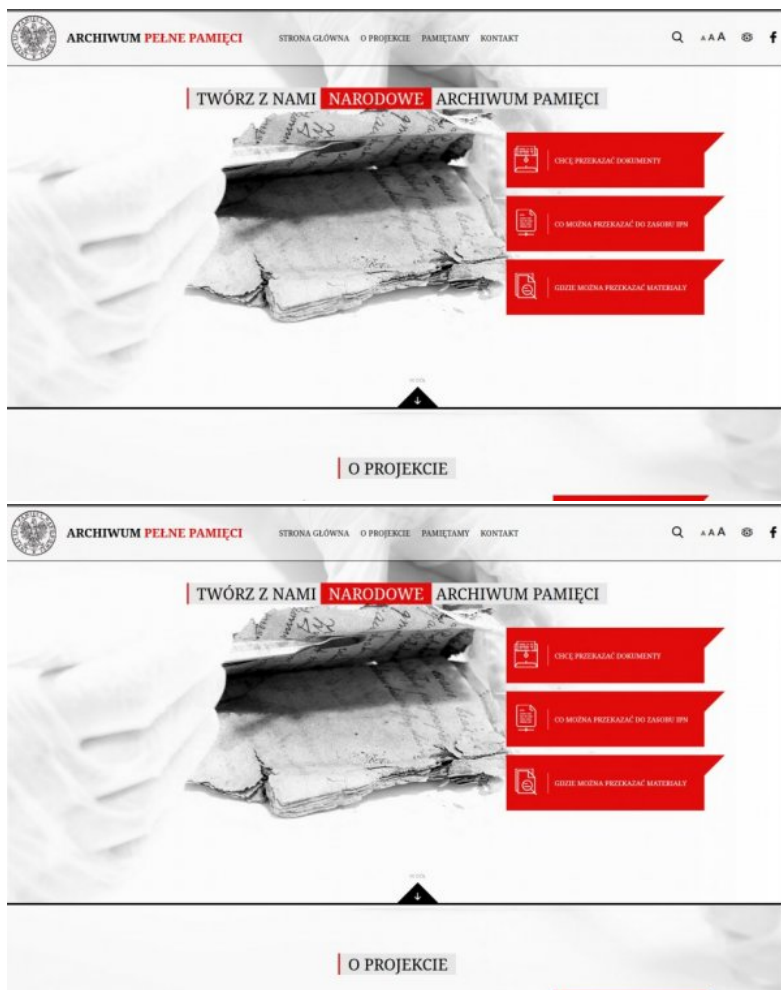 ARCHIWUM PEŁNE PAMIĘCI
STRONA GŁÓWNA O PROJEKCIE PAMIĘTAMY KONTAKT
A A A
TWÓRZ Z NAMI NARODOWE ARCHIWUM PAMIĘCI
CHCĘ PRZEKAZAĆ DOKUMENTY
CO MOŻNA PRZEKAZAĆ DO ZASOBU IPN
GDZIE MOŻNA PRZEKAZAĆ MATERIAŁY
O PROJEKCIE
ARCHIWUM PEŁNE PAMIĘCI
STRONA GŁÓWNA O PROJEKCIE PAMIĘTAMY KONTAKT
A A A
TWÓRZ Z NAMI NARODOWE ARCHIWUM PAMIĘCI
CHCĘ PRZEKAZAĆ DOKUMENTY
CO MOŻNA PRZEKAZAĆ DO ZASOBU IPN
GDZIE MOŻNA PRZEKAZAĆ MATERIAŁY
O PROJEKCIE